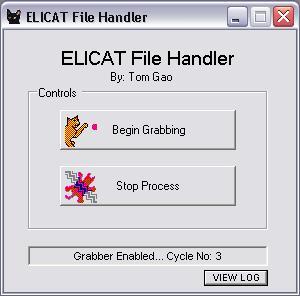 ELICAT File Handler
ELICAT File Handler
By: Tom Gao
Controls
Begin Grabbing
Stop Process
Grabber Enabled... Cycle No: 3
VIEW LOG